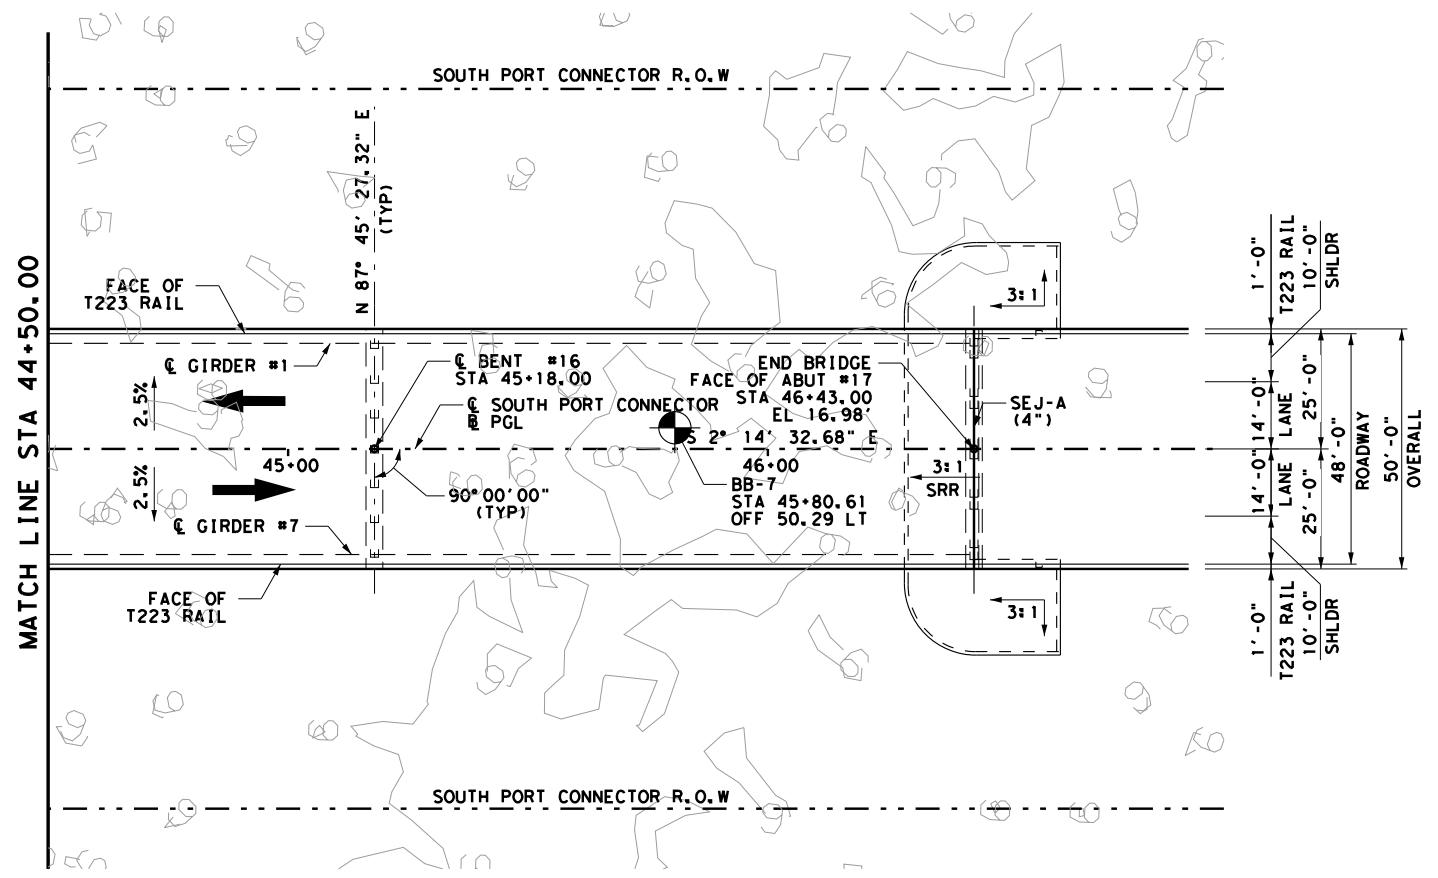 SOUTH PORT CONNECTOR R.O.W
MATCH LINE STA 44+50.00
N 87° 45' 27.32" E
(TYP)
FACE OF
T223 RAIL
℄ GIRDER #1
2.5%
2.5%
℄ GIRDER #7
FACE OF
T223 RAIL
℄ BENT #16
STA 45+18.00
℄ SOUTH PORT CONNECTOR
PGL
45+00
90°00'00"
(TYP)
END BRIDGE
FACE OF ABUT #17
STA 46+43.00
EL 16.98'
S 2° 14' 32.68" E
46+00
BB-7
STA 45+80.61
OFF 50.29 LT
3:1
SEJ-A
(4")
3:1
SRR
3:1
1'-0"
T223 RAIL
10'-0"
SHLDR
14'-0"
LANE
25'-0"
14'-0"
LANE
25'-0"
48'-0"
ROADWAY
50'-0"
OVERALL
1'-0"
T223 RAIL
10'-0"
SHLDR
SOUTH PORT CONNECTOR R.O.W